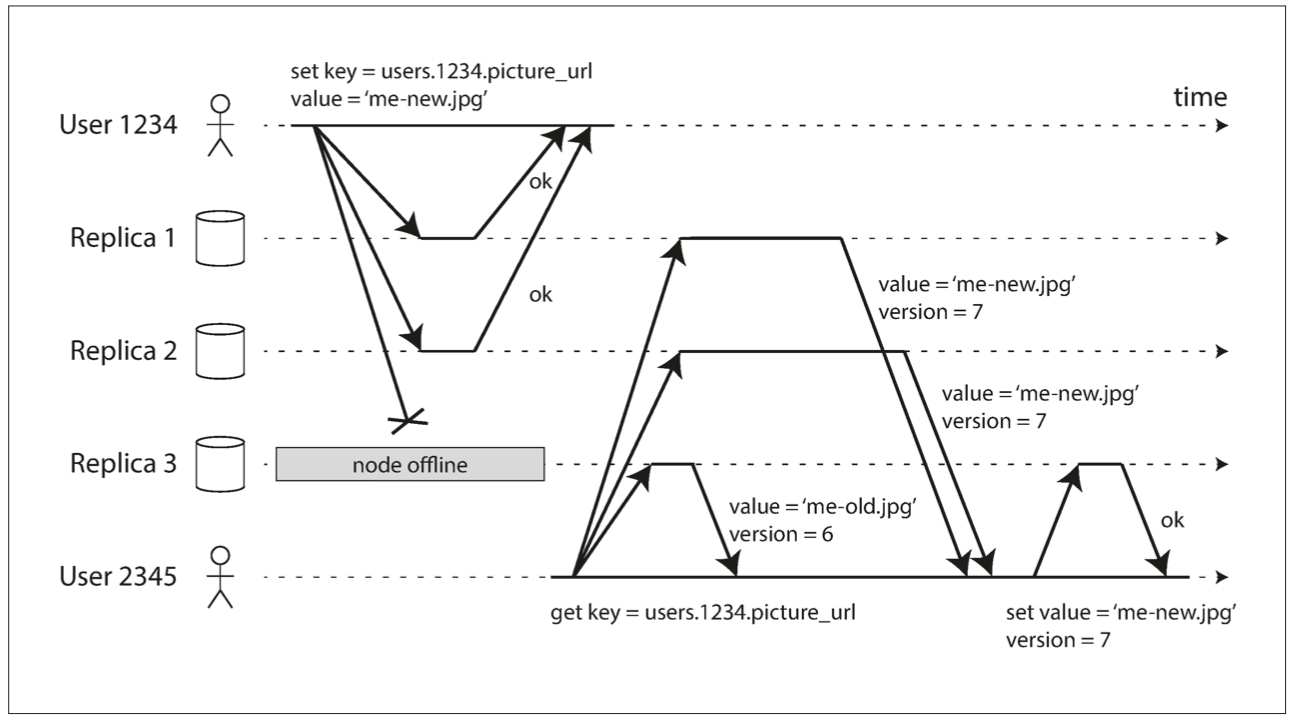 set key = users.1234.picture_url
value = ‘me-new.jpg’
time
User 1234
ok
Replica 1
value = ‘me-new.jpg’
version = 7
ok
Replica 2
value = ‘me-new.jpg’
version = 7
Replica 3
node offline
value = ‘me-old.jpg’
version = 6
ok
User 2345
get key = users.1234.picture_url
set value = ‘me-new.jpg’
version = 7